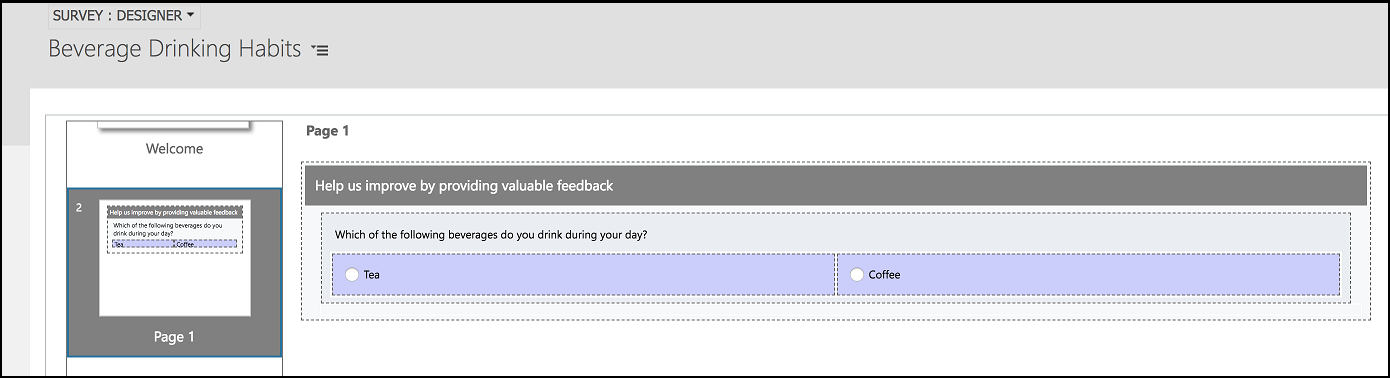 SURVEY : DESIGNER
Beverage Drinking Habits
Welcome
2
Help us improve by providing valuable feedback
Which of the following beverages do you
drink during your day?
Tea
Coffee
Page 1
Page 1
Help us improve by providing valuable feedback
Which of the following beverages do you drink during your day?
Tea
Coffee